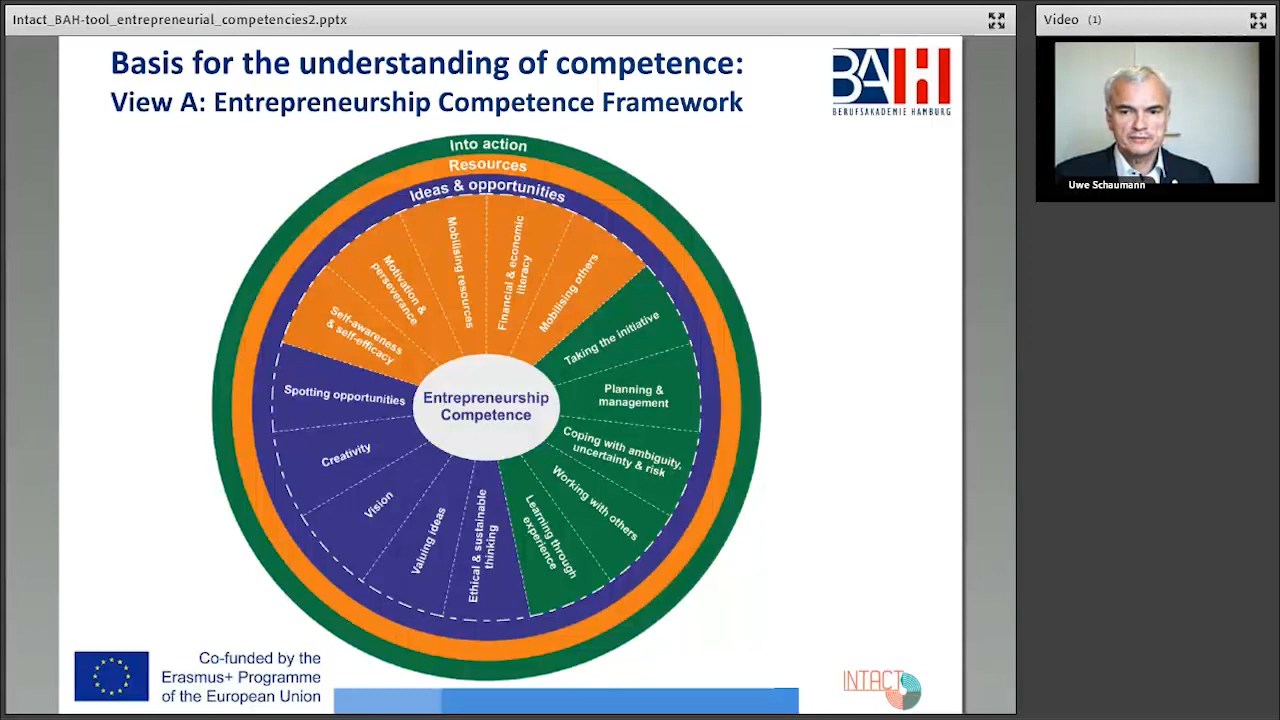 Intact_BAH-tool_entrepreneurial_competencies2.pptx
Video (1)
Basis for the understanding of competence:
View A: Entrepreneurship Competence Framework
BAH
BERUFSAKADEMIE HAMBURG
Uwe Schaumann
Into action
Resources
Ideas & opportunities
Self-awareness
& self-efficacy
Motivation &
perseverance
Mobilising resources
Financial & economic
literacy
Mobilising others
Taking the initiative
Planning &
management
Coping with ambiguity,
uncertainty & risk
Working with others
Learning through
experience
Ethical & sustainable
thinking
Valuing ideas
Vision
Creativity
Spotting opportunities
Entrepreneurship
Competence
Co-funded by the
Erasmus+ Programme
of the European Union
INTACT